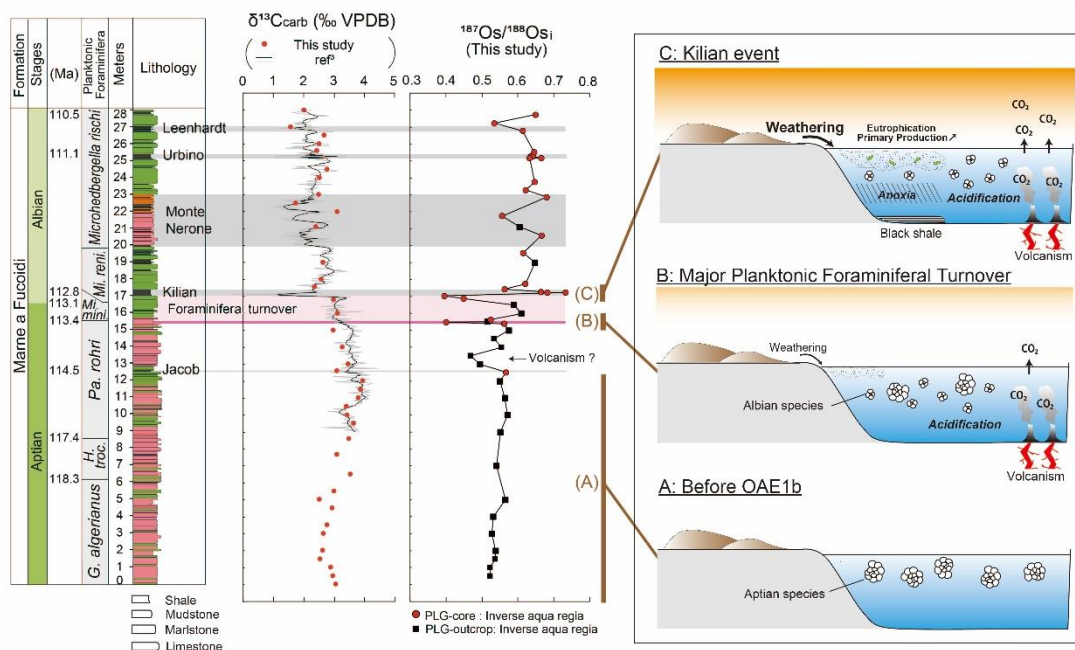 Formation
Stages
(Ma)
Planktonic
Foraminifera
Meters
Lithology
δ¹³Ccarb (‰ VPDB)
This study
ref³
-1 0 1 2 3 4 5
¹⁸⁷Os/¹⁸⁸Osi
(This study)
0.3 0.4 0.5 0.6 0.7 0.8
Marne a Fucoidi
Albian
Aptian
110.5
111.1
112.8
113.1
113.4
114.5
117.4
118.3
Microhedbergella rischi
Mi. reni.
Mi. mini.
Pa. rohri
H. troc.
G. algerianus
28
27
26
25
24
23
22
21
20
19
18
17
16
15
14
13
12
11
10
9
8
7
6
5
4
3
2
1
0
Leenhardt
Urbino
Monte
Nerone
Kilian
Foraminifera turnover
Jacob
Volcanism ?
(C)
(B)
(A)
Shale
Mudstone
Marlstone
Limestone
PLG-core : Inverse aqua regia
PLG-outcrop: Inverse aqua regia
C: Kilian event
Weathering
Eutrophication
Primary Production↗
CO₂
CO₂
CO₂
CO₂
Anoxia
Acidification
Black shale
Volcanism
B: Major Planktonic Foraminiferal Turnover
Weathering
CO₂
CO₂
CO₂
Albian species
Acidification
Volcanism
A: Before OAE1b
Aptian species